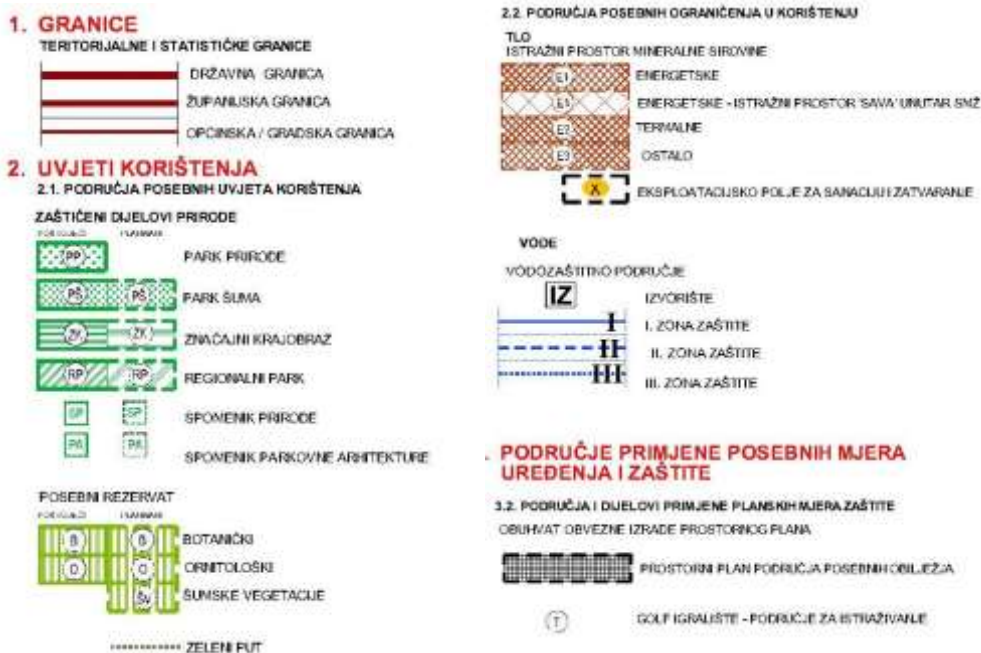 1. GRANICE
TERITORIJALNE I STATISTIČKE GRANICE
DRŽAVNA GRANICA
ŽUPANIJSKA GRANICA
OPĆINSKA / GRADSKA GRANICA
2. UVJETI KORIŠTENJA
2.1. PODRUČJA POSEBNIH UVJETA KORIŠTENJA
ZAŠTIĆENI DIJELOVI PRIRODE
PP PARK PRIRODE
PŠ PŠ PARK ŠUMA
ZK ZK ZNAČAJNI KRAJOBRAZ
RP RP REGIONALNI PARK
SP SP SPOMENIK PRIRODE
PA PA SPOMENIK PARKOVNE ARHITEKTURE
POSEBNI REZERVAT
B B BOTANIČKI
O O ORNITOLOŠKI
ŠV ŠUMSKE VEGETACIJE
ZELENI PUT
2.2. PODRUČJA POSEBNIH OGRANIČENJA U KORIŠTENJU
TLO
ISTRAŽNI PROSTOR MINERALNE SIROVINE
E1 ENERGETSKE
ENERGETSKE - ISTRAŽNI PROSTOR 'SAVA' UNUTAR SMŽ
E2 TERMALNE
E3 OSTALO
X EKSPLOATACIJSKO POLJE ZA SANACIJU I ZATVARANJE
VODE
VODOZAŠTITNO PODRUČJE
IZ IZVORIŠTE
I I. ZONA ZAŠTITE
II II. ZONA ZAŠTITE
III III. ZONA ZAŠTITE
PODRUČJE PRIMJENE POSEBNIH MJERA
UREĐENJA I ZAŠTITE
3.2. PODRUČJA I DIJELOVI PRIMJENE PLANSKIH MJERA ZAŠTITE
OBUHVAT OBVEZNE IZRADE PROSTORNOG PLANA
PROSTORNI PLAN PODRUČJA POSEBNIH OBILJEŽJA
T GOLF IGRALIŠTE - PODRUČJE ZA ISTRAŽIVANJE